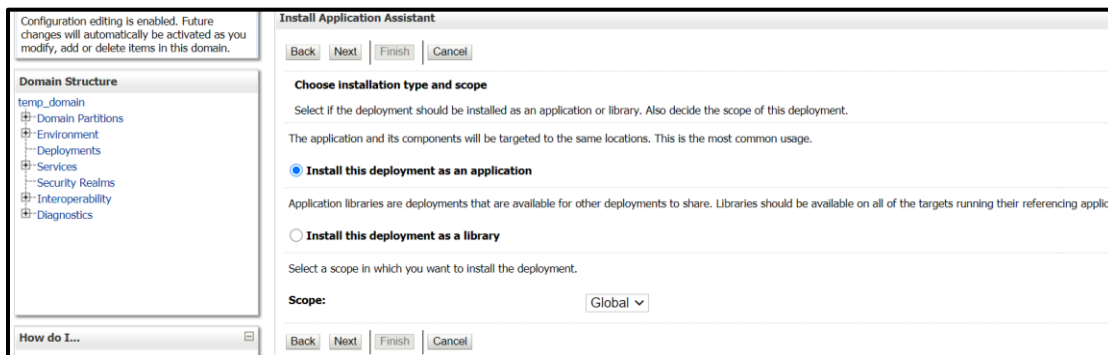 Configuration editing is enabled. Future
changes will automatically be activated as you
modify, add or delete items in this domain.
Domain Structure
temp_domain
Domain Partitions
Environment
Deployments
Services
Security Realms
Interoperability
Diagnostics
How do I...
Install Application Assistant
Back Next Finish Cancel
Choose installation type and scope
Select if the deployment should be installed as an application or library. Also decide the scope of this deployment.
The application and its components will be targeted to the same locations. This is the most common usage.
Install this deployment as an application
Application libraries are deployments that are available for other deployments to share. Libraries should be available on all of the targets running their referencing applic
Install this deployment as a library
Select a scope in which you want to install the deployment.
Scope: Global
Back Next Finish Cancel